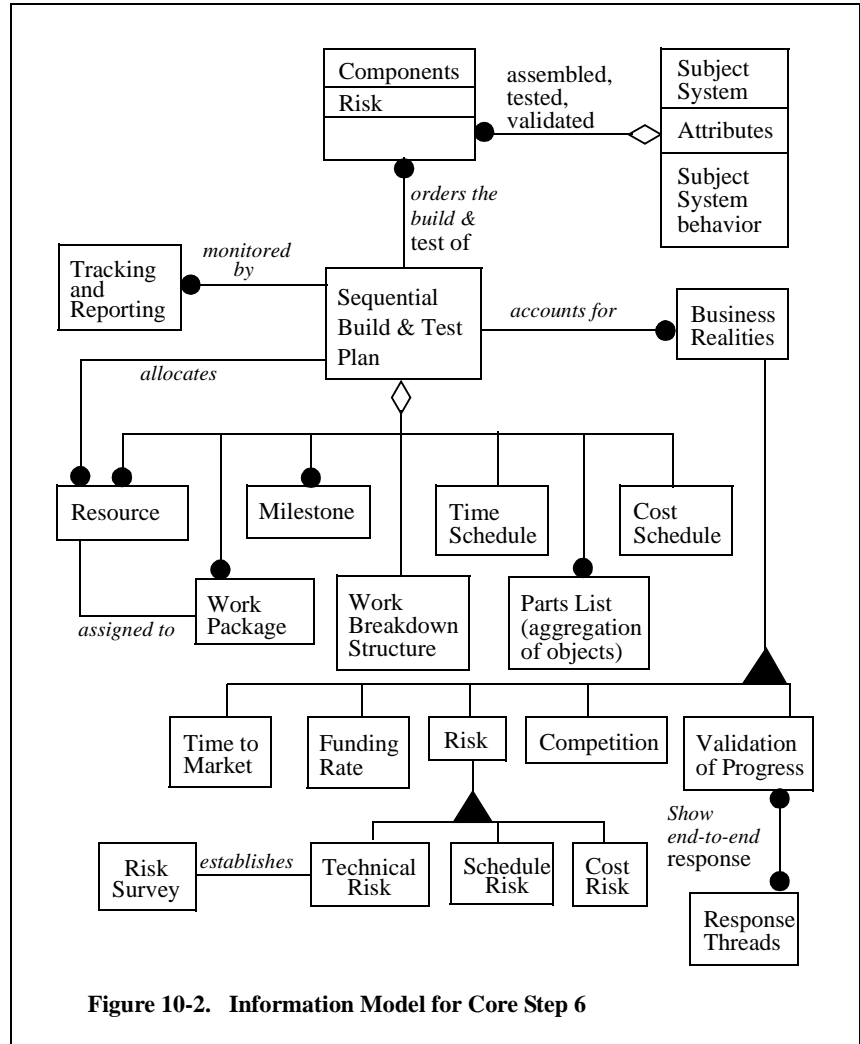 Components
Risk
assembled,
tested,
validated
Subject
System
Attributes
Subject
System
behavior
orders the
build &
test of
monitored
by
Tracking
and
Reporting
Sequential
Build & Test
Plan
accounts for
Business
Realities
allocates
Resource
Milestone
Time
Schedule
Cost
Schedule
assigned to
Work
Package
Work
Breakdown
Structure
Parts List
(aggregation
of objects)
Time to
Market
Funding
Rate
Risk
Competition
Validation
of Progress
Show
end-to-end
response
Risk
Survey
establishes
Technical
Risk
Schedule
Risk
Cost
Risk
Response
Threads
Figure 10-2. Information Model for Core Step 6